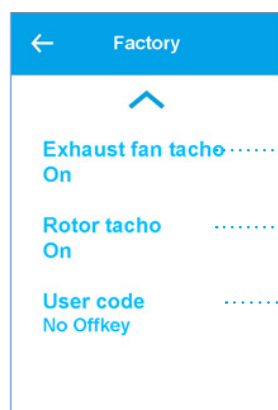 Factory
Exhaust fan tacho
On
Rotor tacho
On
User code
No Offkey